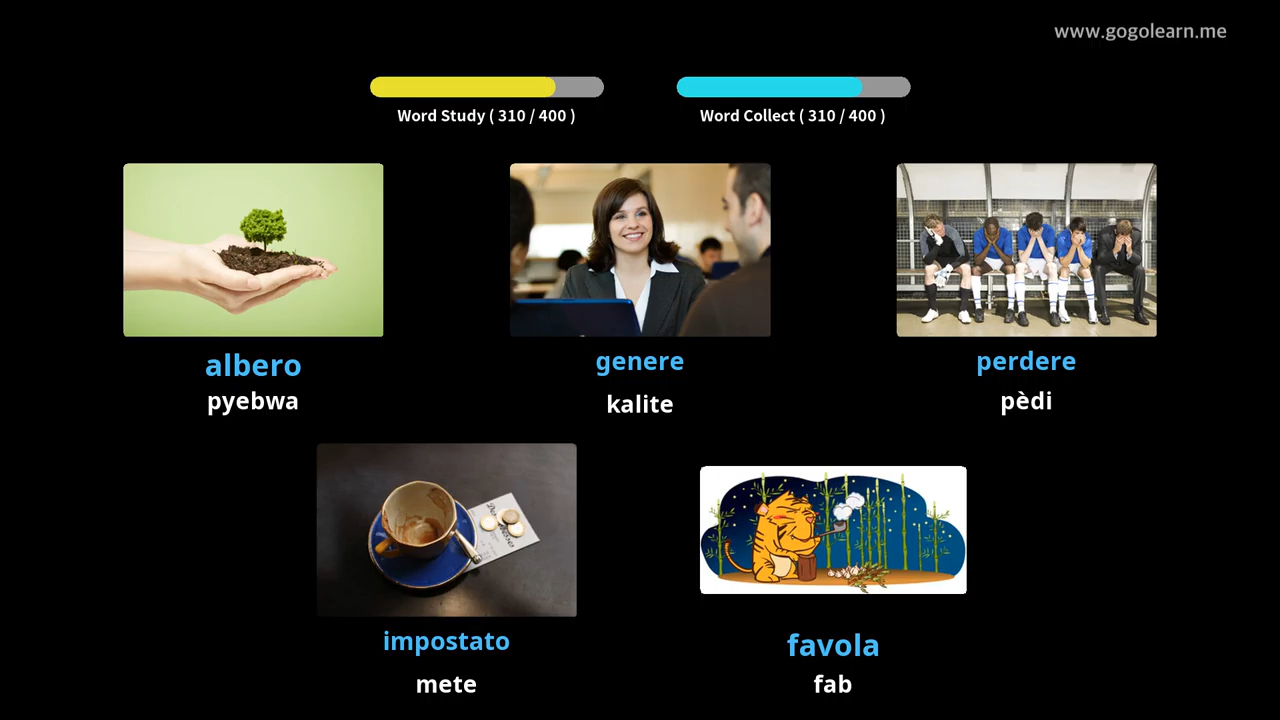 www.gogolearn.me
Word Study ( 310 / 400 )
Word Collect ( 310 / 400 )
albero
pyebwa
genere
kalite
perdere
pèdi
impostato
mete
favola
fab